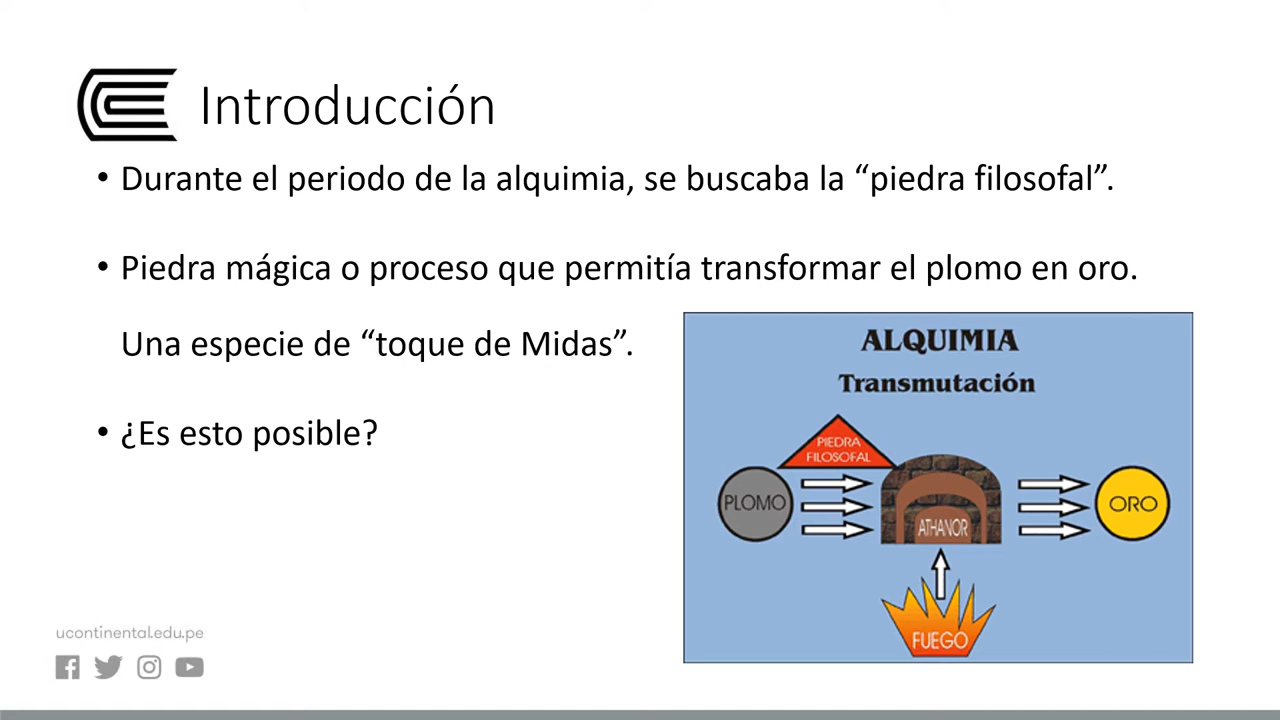 Introducción
• Durante el periodo de la alquimia, se buscaba la “piedra filosofal”.
• Piedra mágica o proceso que permitía transformar el plomo en oro.
Una especie de “toque de Midas”.
• ¿Es esto posible?
ALQUIMIA
Transmutación
PIEDRA
FILOSOFAL
PLOMO
ATHANOR
ORO
FUEGO
ucontinental.edu.pe